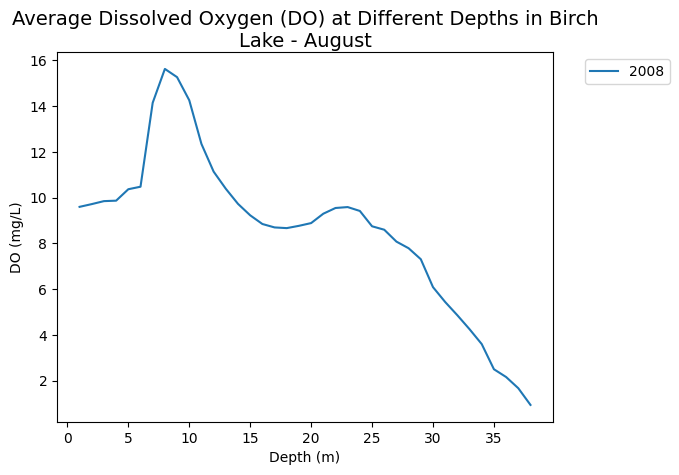 Average Dissolved Oxygen (DO) at Different Depths in Birch
Lake - August
2008
16
14
12
10
8
6
4
2
DO (mg/L)
0 5 10 15 20 25 30 35
Depth (m)